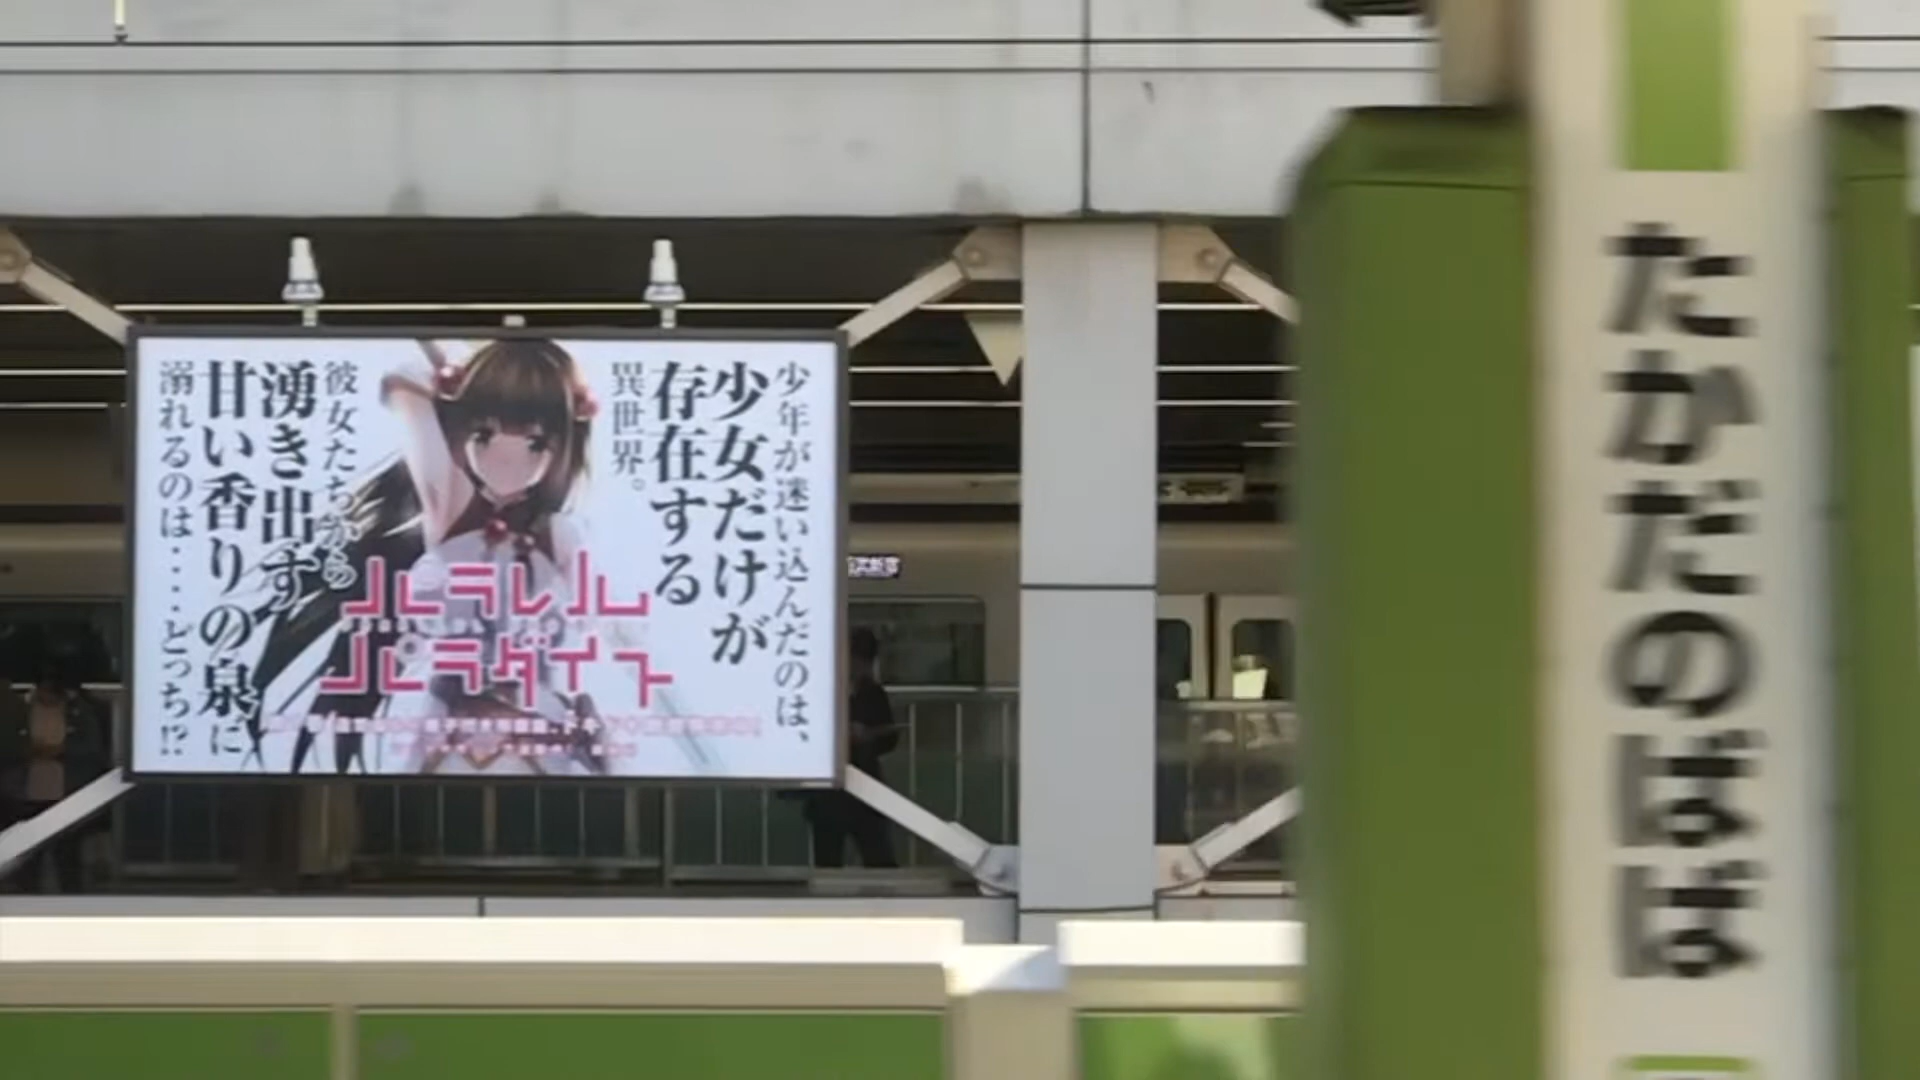 少年が迷い込んだのは、
少女だけが
存在する
異世界。
彼女たちから
湧き出す
甘い香りの泉に
溺れるのは‥‥どっち!?
パラレル
パラダイス
たかだのばば